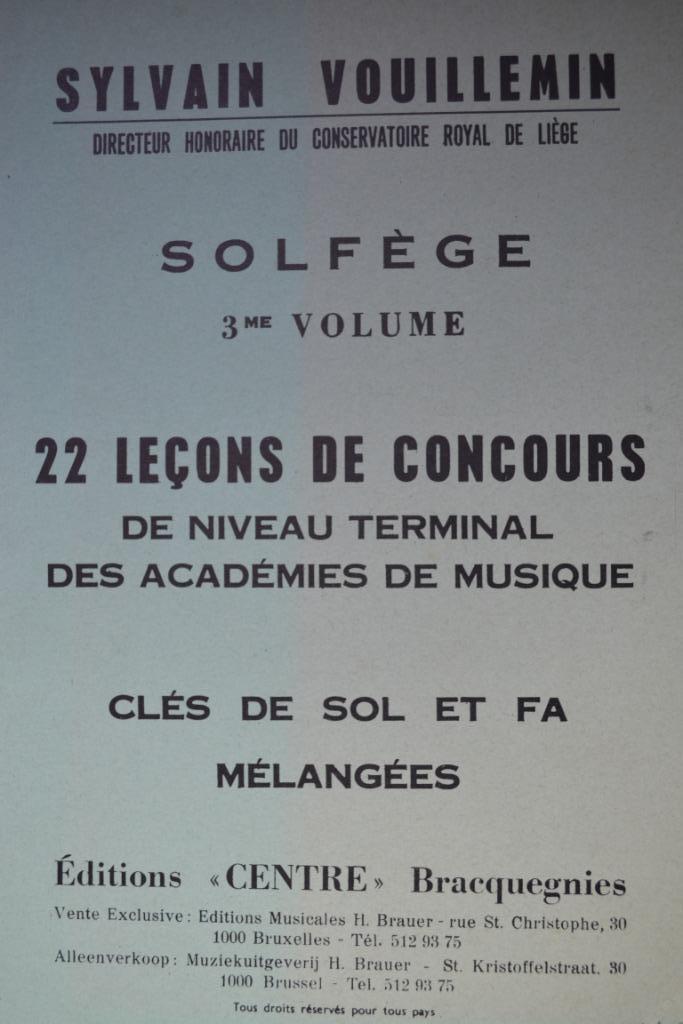 SYLVAIN VOUILLEMIN
DIRECTEUR HONORAIRE DU CONSERVATOIRE ROYAL DE LIÈGE
SOLFÈGE
3ME VOLUME
22 LEÇONS DE CONCOURS
DE NIVEAU TERMINAL
DES ACADÉMIES DE MUSIQUE
CLÉS DE SOL ET FA
MÉLANGÉES
Éditions «CENTRE» Bracquegnies
Vente Exclusive: Editions Musicales H. Brauer - rue St. Christophe, 30
1000 Bruxelles - Tél. 512 93 75
Alleenverkoop: Muziekuitgeverij H. Brauer - St. Kristoffelstraat. 30
1000 Brussel - Tel. 512 93 75
Tous droits réservés pour tous pays